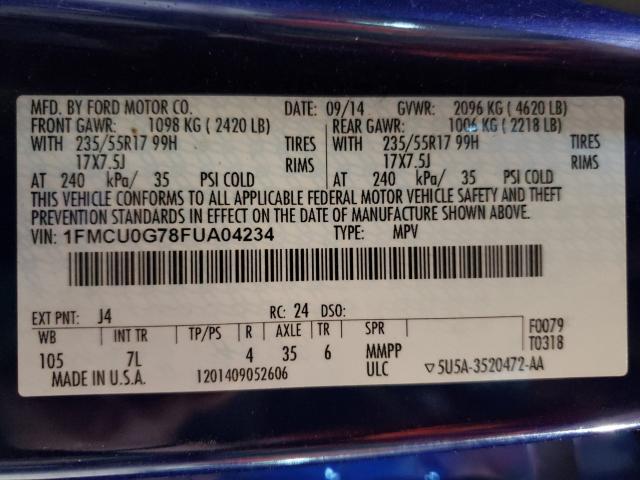 MFD. BY FORD MOTOR CO. DATE: 09/14 GVWR: 2096 KG ( 4620 LB)
FRONT GAWR: 1098 KG ( 2420 LB) REAR GAWR: 1006 KG ( 2218 LB)
WITH 235/55R17 99H TIRES WITH 235/55R17 99H TIRES
17X7.5J RIMS 17X7.5J RIMS
AT 240 kPa/ 35 PSI COLD AT 240 kPa/ 35 PSI COLD
THIS VEHICLE CONFORMS TO ALL APPLICABLE FEDERAL MOTOR VEHICLE SAFETY AND THEFT
PREVENTION STANDARDS IN EFFECT ON THE DATE OF MANUFACTURE SHOWN ABOVE.
VIN: 1FMCU0G78FUA04234 TYPE: MPV
EXT PNT: J4 RC: 24 DSO:
WB INT TR TP/PS R AXLE TR SPR F0079
105 7L 4 35 6 MMPP T0318
MADE IN U.S.A. 1201409052606 ULC ▽5U5A-3520472-AA